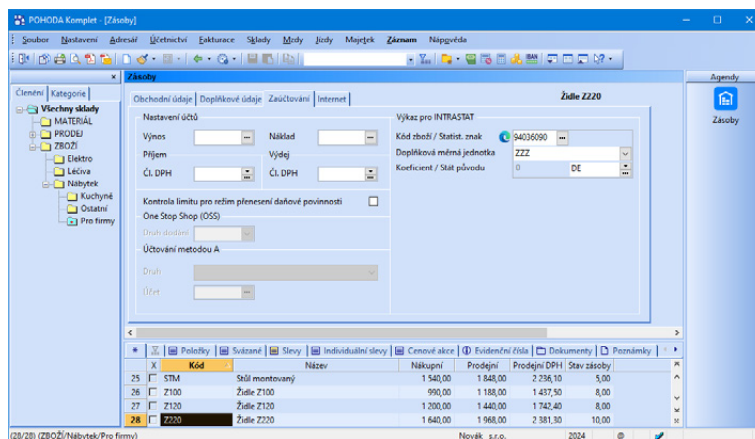 POHODA Komplet - [Zásoby]
Soubor Nastavení Adresář Účetnictví Fakturace Sklady Mzdy Jízdy Majetek Záznam Nápověda
Členění Kategorie
Všechny sklady
MATERIÁL
PRODEJ
ZBOŽÍ
Elektro
Léčiva
Nábytek
Kuchyně
Ostatní
Pro firmy
Zásoby
Obchodní údaje Doplňkové údaje Zaúčtování Internet Židle Z220
Nastavení účtů
Výnos Náklad
Příjem Výdej
Čl. DPH Čl. DPH
Kontrola limitu pro režim přenesení daňové povinnosti
One Stop Shop (OSS)
Druh dodání
Účtování metodou A
Druh
Účet
Výkaz pro INTRASTAT
Kód zboží / Statist. znak 94036090
Doplňková měrná jednotka ZZZ
Koeficient / Stát původu 0 DE
Agendy
Zásoby
Položky Svázané Slevy Individuální slevy Cenové akce Evidenční čísla Dokumenty Poznámky
X Kód Název Nákupní Prodejní Prodejní DPH Stav zásoby
25 STM Stůl montovaný 1 540,00 1 848,00 2 236,10 5,00
26 Z100 Židle Z100 990,00 1 188,00 1 437,50 8,00
27 Z120 Židle Z120 1 200,00 1 440,00 1 742,40 8,00
28 Z220 Židle Z220 1 640,00 1 968,00 2 381,30 10,00
(28/28) (ZBOŽÍ/Nábytek/Pro firmy) Novák s.r.o. 2024 @